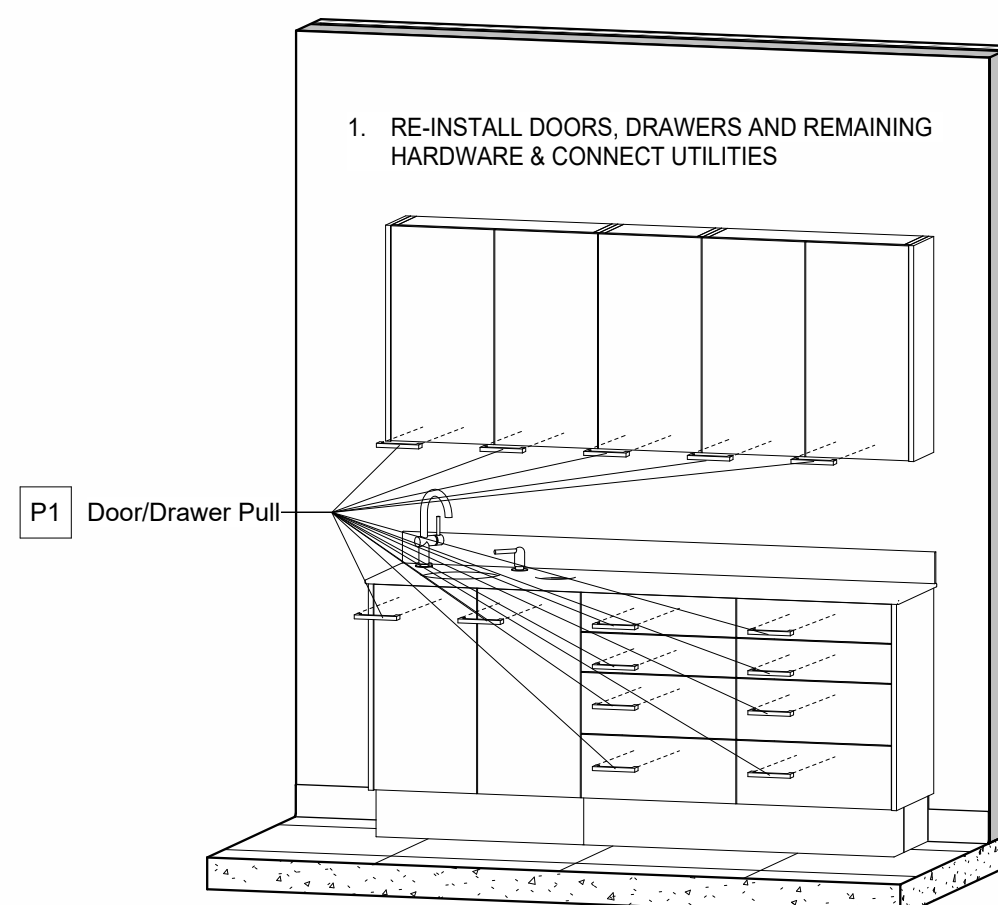 1. RE-INSTALL DOORS, DRAWERS AND REMAINING
HARDWARE & CONNECT UTILITIES
P1 Door/Drawer Pull